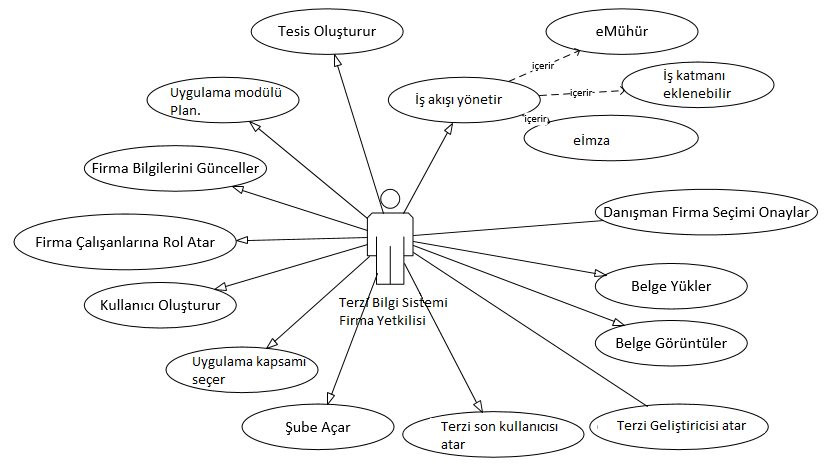 Tesis Oluşturur
eMühür
içerir
Uygulama modülü
Plan.
İş akışı yönetir
içerir
İş katmanı
eklenebilir
içerir
eİmza
Firma Bilgilerini Günceller
Danışman Firma Seçimi Onaylar
Firma Çalışanlarına Rol Atar
Belge Yükler
Kullanıcı Oluşturur
Terzi Bilgi Sistemi
Firma Yetkilisi
Belge Görüntüler
Uygulama kapsamı
seçer
Şube Açar
Terzi son kullanıcısı
atar
Terzi Geliştiricisi atar